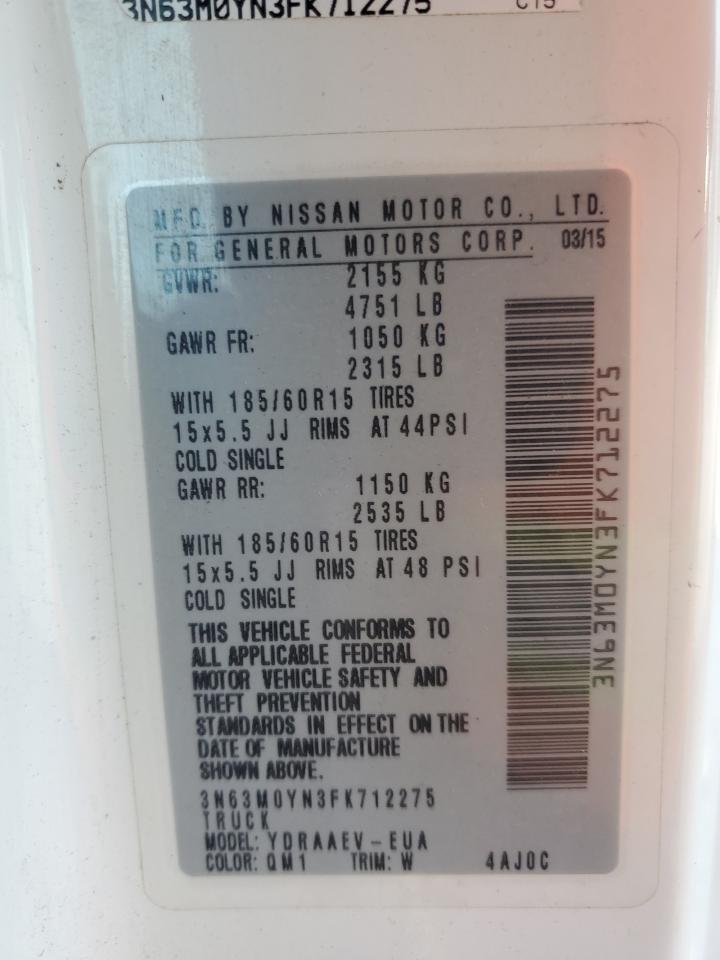 3N63M0YN3FK712275 C15
MFD. BY NISSAN MOTOR CO., LTD.
FOR GENERAL MOTORS CORP. 03/15
GVWR: 2155 KG
4751 LB
GAWR FR: 1050 KG
2315 LB
WITH 185/60R15 TIRES
15x5.5 JJ RIMS AT 44PSI
COLD SINGLE
GAWR RR: 1150 KG
2535 LB
WITH 185/60R15 TIRES
15x5.5 JJ RIMS AT 48 PSI
COLD SINGLE
THIS VEHICLE CONFORMS TO
ALL APPLICABLE FEDERAL
MOTOR VEHICLE SAFETY AND
THEFT PREVENTION
STANDARDS IN EFFECT ON THE
DATE OF MANUFACTURE
SHOWN ABOVE.
3N63M0YN3FK712275
TRUCK
MODEL: YDRAAEV-EUA
COLOR: QM1 TRIM: W 4AJ0C
3N63M0YN3FK712275